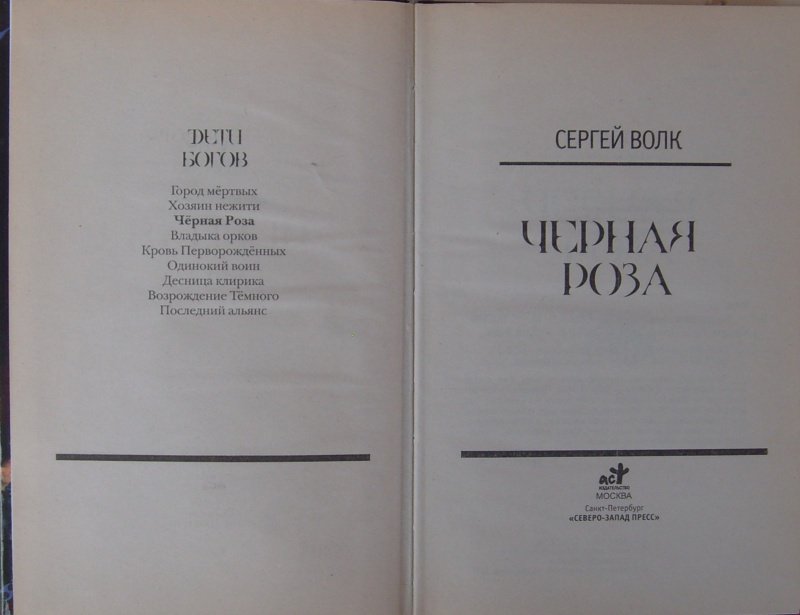 ДЕТИ
БОГОВ
Город мёртвых
Хозяин нежити
Чёрная Роза
Владыка орков
Кровь Перворождённых
Одинокий воин
Десница клирика
Возрождение Тёмного
Последний альянс
СЕРГЕЙ ВОЛК
ЧЕРНАЯ
РОЗА
аст
ИЗДАТЕЛЬСТВО
МОСКВА
Санкт-Петербург
«СЕВЕРО-ЗАПАД ПРЕСС»